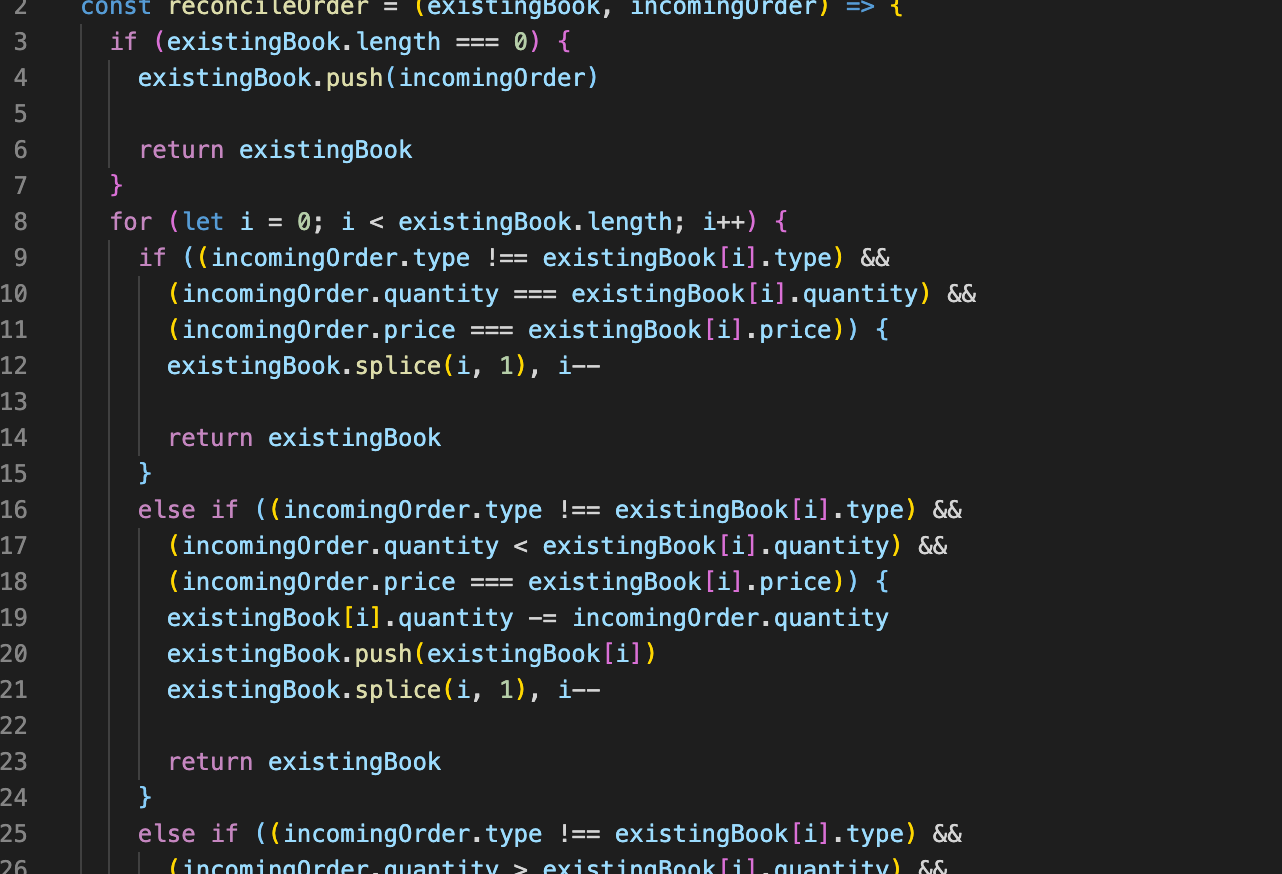 2 const reconcileOrder = (existingBook, incomingOrder) => {
3 if (existingBook.length === 0) {
4 existingBook.push(incomingOrder)
5
6 return existingBook
7 }
8 for (let i = 0; i < existingBook.length; i++) {
9 if ((incomingOrder.type !== existingBook[i].type) &&
10 (incomingOrder.quantity === existingBook[i].quantity) &&
11 (incomingOrder.price === existingBook[i].price)) {
12 existingBook.splice(i, 1), i--
13
14 return existingBook
15 }
16 else if ((incomingOrder.type !== existingBook[i].type) &&
17 (incomingOrder.quantity < existingBook[i].quantity) &&
18 (incomingOrder.price === existingBook[i].price)) {
19 existingBook[i].quantity -= incomingOrder.quantity
20 existingBook.push(existingBook[i])
21 existingBook.splice(i, 1), i--
22
23 return existingBook
24 }
25 else if ((incomingOrder.type !== existingBook[i].type) &&
26 (incomingOrder.quantity > existingBook[i].quantity) &&